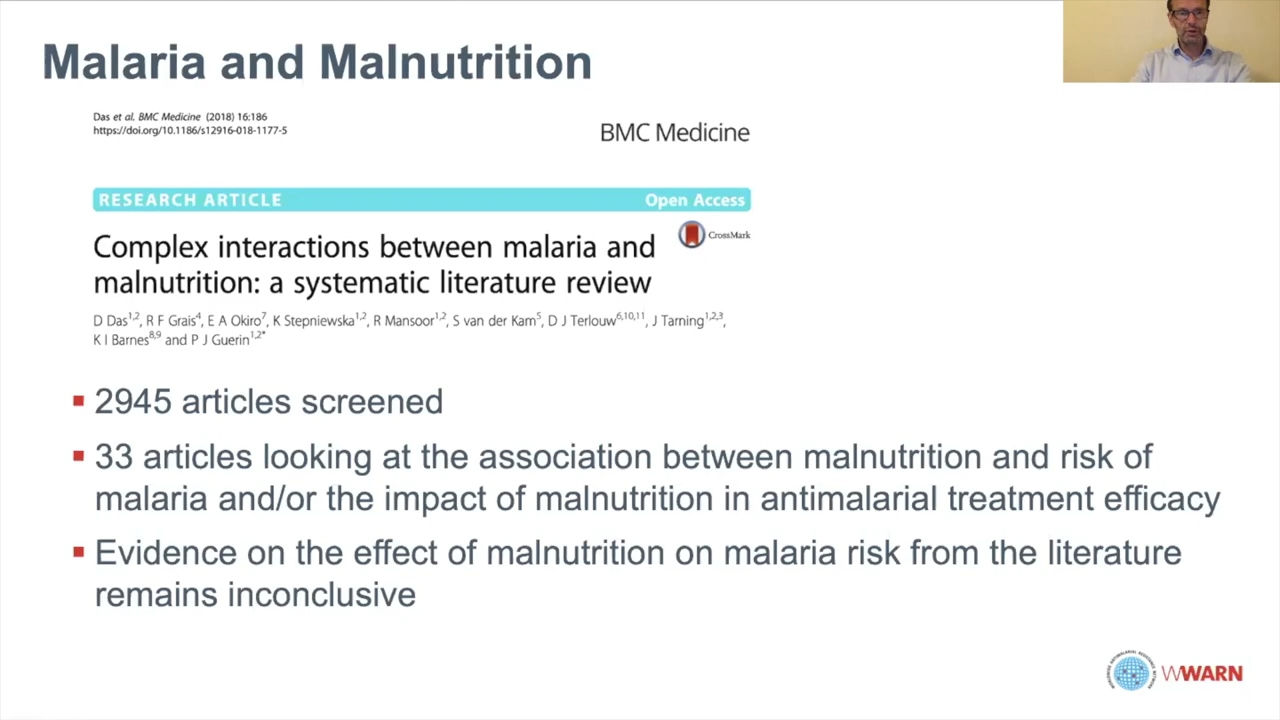 Malaria and Malnutrition
Das et al. BMC Medicine (2018) 16:186
https://doi.org/10.1186/s12916-018-1177-5
BMC Medicine
RESEARCH ARTICLE
Open Access
CrossMark
Complex interactions between malaria and
malnutrition: a systematic literature review
D Das1,2, R F Grais4, E A Okiro7, K Stepniewska1,2, R Mansoor1,2, S van der Kam5, D J Terlouw6,10,11, J Tarning1,2,3,
K I Barnes8,9 and P J Guerin1,2*
▪ 2945 articles screened
▪ 33 articles looking at the association between malnutrition and risk of
malaria and/or the impact of malnutrition in antimalarial treatment efficacy
▪ Evidence on the effect of malnutrition on malaria risk from the literature
remains inconclusive
WORLDWIDE ANTIMALARIAL RESISTANCE NETWORK
WWARN